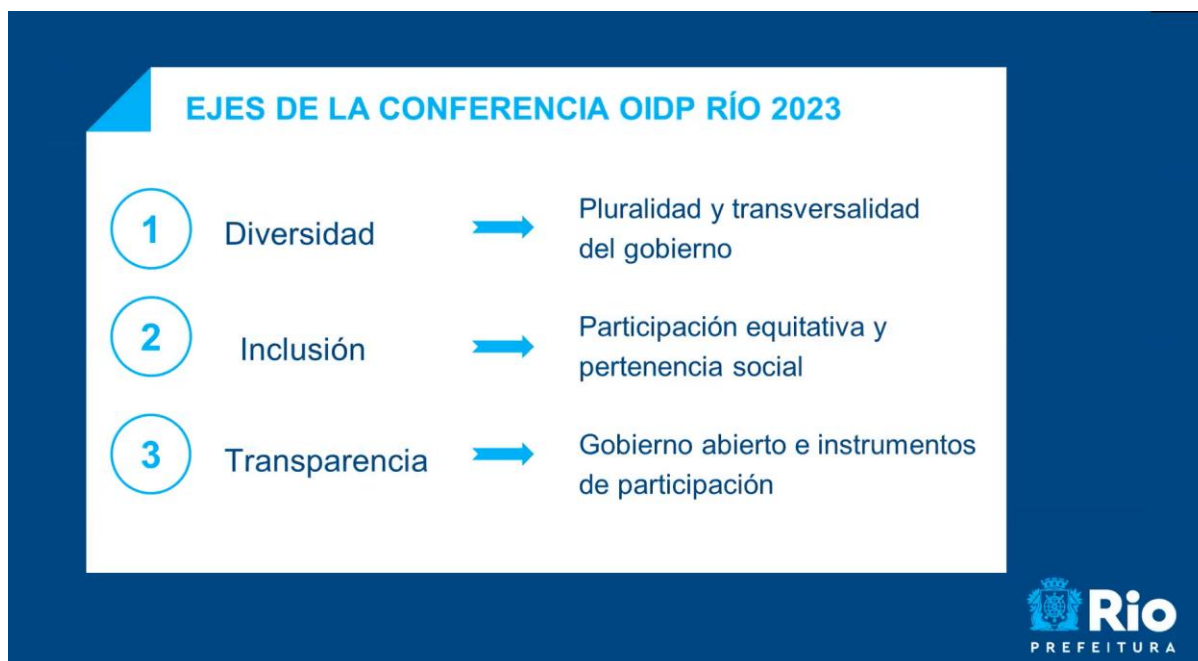 EJES DE LA CONFERENCIA OIDP RÍO 2023
1
Diversidad
Pluralidad y transversalidad
del gobierno
2
Inclusión
Participación equitativa y
pertenencia social
3
Transparencia
Gobierno abierto e instrumentos
de participación
Rio
PREFEITURA